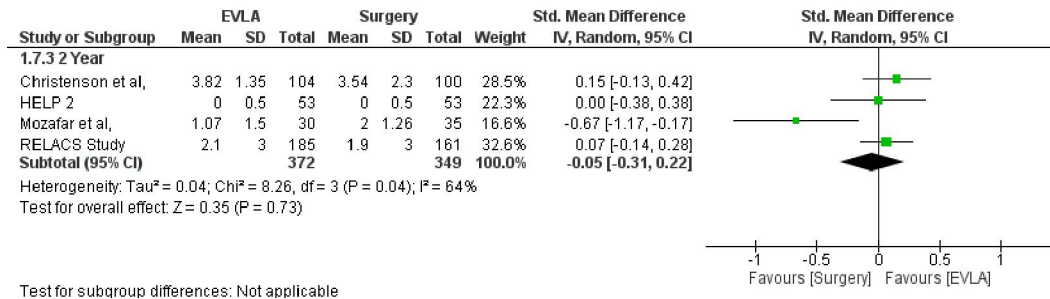 EVLA Surgery Std. Mean Difference Std. Mean Difference
Study or Subgroup Mean SD Total Mean SD Total Weight IV, Random, 95% CI IV, Random, 95% CI
1.7.3 2 Year
Christenson et al, 3.82 1.35 104 3.54 2.3 100 28.5% 0.15 [-0.13, 0.42]
HELP 2 0 0.5 53 0 0.5 53 22.3% 0.00 [-0.38, 0.38]
Mozafar et al, 1.07 1.5 30 2 1.26 35 16.6% -0.67 [-1.17, -0.17]
RELACS Study 2.1 3 185 1.9 3 161 32.6% 0.07 [-0.14, 0.28]
Subtotal (95% CI) 372 349 100.0% -0.05 [-0.31, 0.22]
Heterogeneity: Tau² = 0.04; Chi² = 8.26, df = 3 (P = 0.04); I² = 64%
Test for overall effect: Z = 0.35 (P = 0.73)
-1 -0.5 0 0.5 1
Favours [Surgery] Favours [EVLA]
Test for subgroup differences: Not applicable